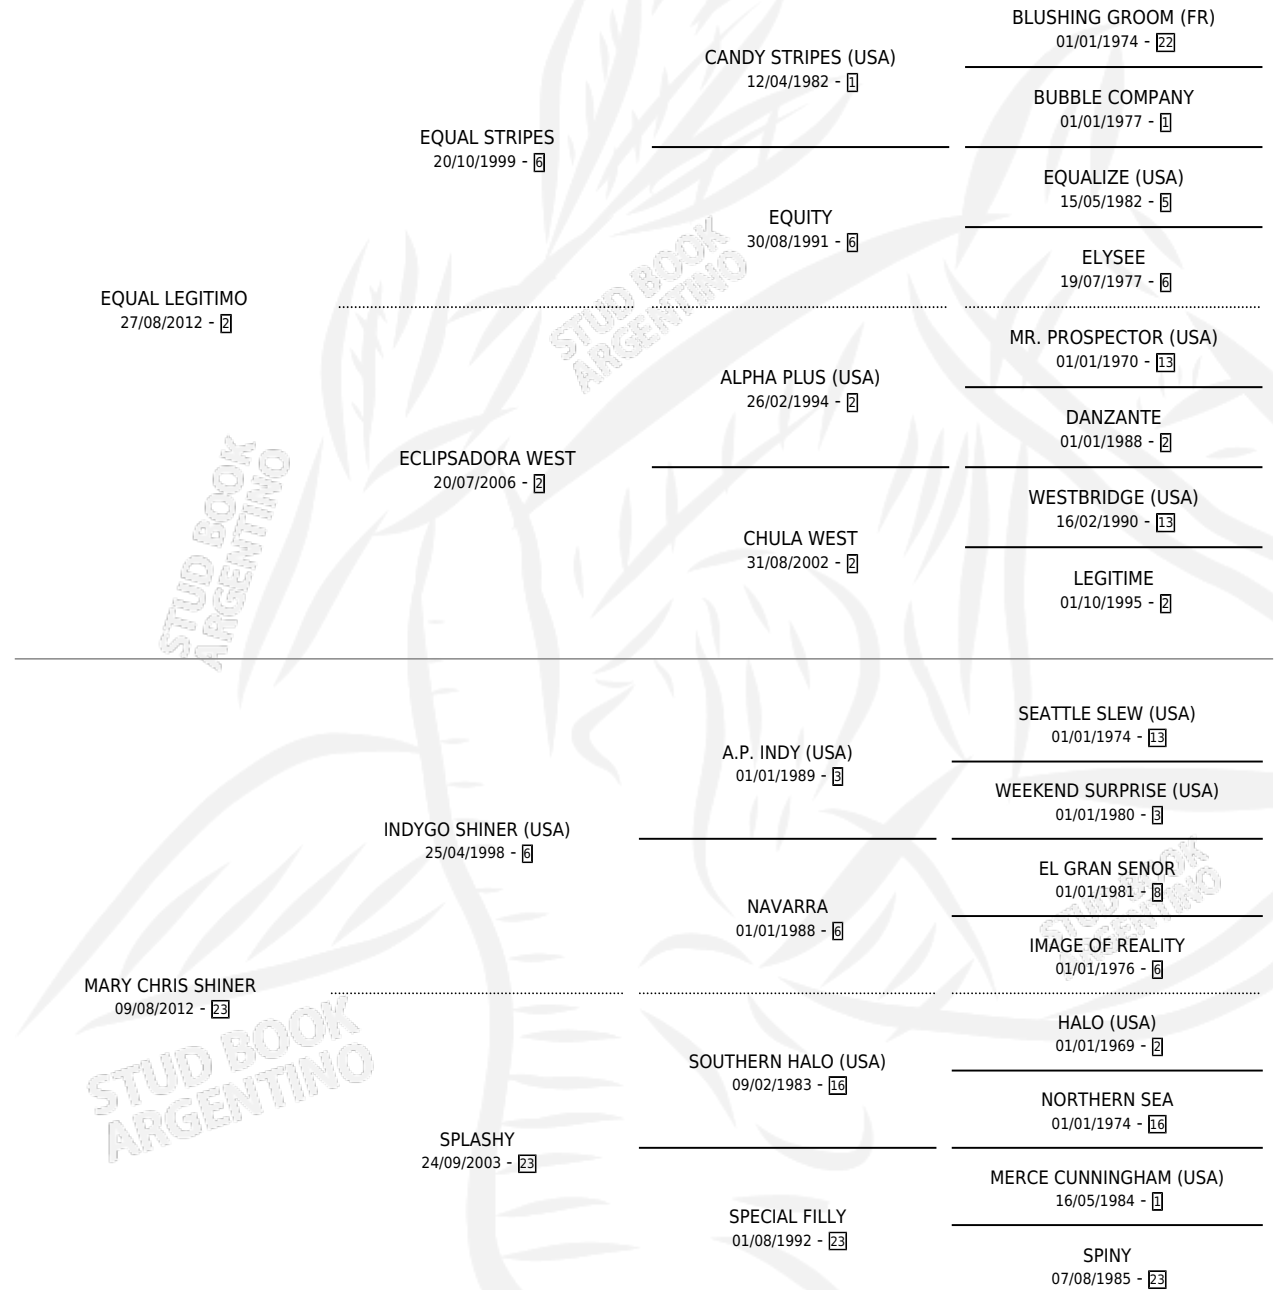 BLUSHING GROOM (FR)
01/01/1974 - 22
CANDY STRIPES (USA)
12/04/1982 - 1
BUBBLE COMPANY
01/01/1977 - 1
EQUAL STRIPES
20/10/1999 - 6
EQUALIZE (USA)
15/05/1982 - 5
EQUITY
30/08/1991 - 6
ELYSEE
19/07/1977 - 6
EQUAL LEGITIMO
27/08/2012 - 2
MR. PROSPECTOR (USA)
01/01/1970 - 13
ALPHA PLUS (USA)
26/02/1994 - 2
DANZANTE
01/01/1988 - 2
ECLIPSADORA WEST
20/07/2006 - 2
WESTBRIDGE (USA)
16/02/1990 - 13
CHULA WEST
31/08/2002 - 2
LEGITIME
01/10/1995 - 2
SEATTLE SLEW (USA)
01/01/1974 - 13
A.P. INDY (USA)
01/01/1989 - 3
WEEKEND SURPRISE (USA)
01/01/1980 - 3
INDYGO SHINER (USA)
25/04/1998 - 6
EL GRAN SENOR
01/01/1981 - 8
NAVARRA
01/01/1988 - 6
IMAGE OF REALITY
01/01/1976 - 6
MARY CHRIS SHINER
09/08/2012 - 23
HALO (USA)
01/01/1969 - 2
SOUTHERN HALO (USA)
09/02/1983 - 16
NORTHERN SEA
01/01/1974 - 16
SPLASHY
24/09/2003 - 23
MERCE CUNNINGHAM (USA)
16/05/1984 - 1
SPECIAL FILLY
01/08/1992 - 23
SPINY
07/08/1985 - 23
STUD BOOK
ARGENTINO
STUD BOOK
ARGENTINO
STUD BOOK
ARGENTINO
STUD BOOK
ARGENTINO